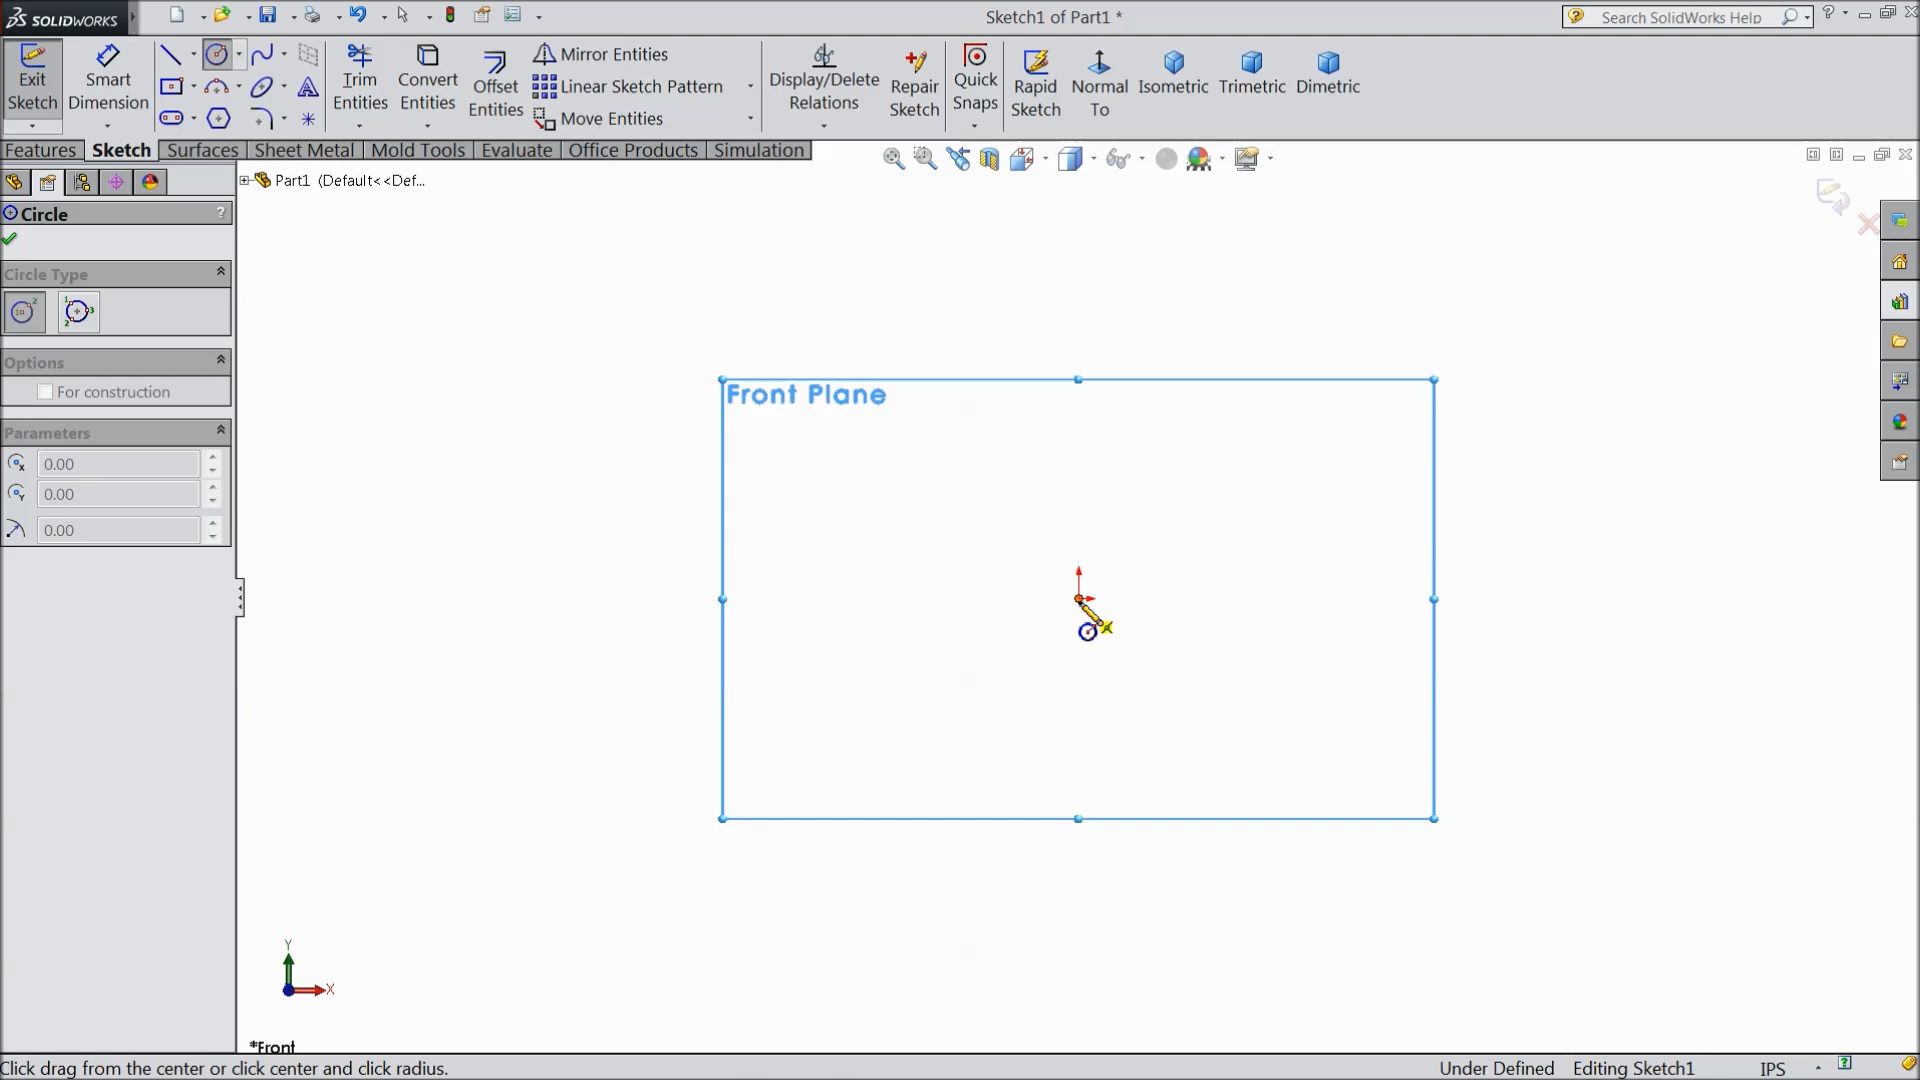 SOLIDWORKS
Sketch1 of Part1 *
Search SolidWorks Help
Exit Sketch
Smart Dimension
Trim Entities
Convert Entities
Offset Entities
Mirror Entities
Linear Sketch Pattern
Move Entities
Display/Delete Relations
Repair Sketch
Quick Snaps
Rapid Sketch
Normal To
Isometric
Trimetric
Dimetric
Features
Sketch
Surfaces
Sheet Metal
Mold Tools
Evaluate
Office Products
Simulation
Part1 (Default<<Def...
Circle
?
Circle Type
Options
For construction
Parameters
0.00
0.00
0.00
Front Plane
Y
X
*Front
Click drag from the center or click center and click radius.
Under Defined
Editing Sketch1
IPS